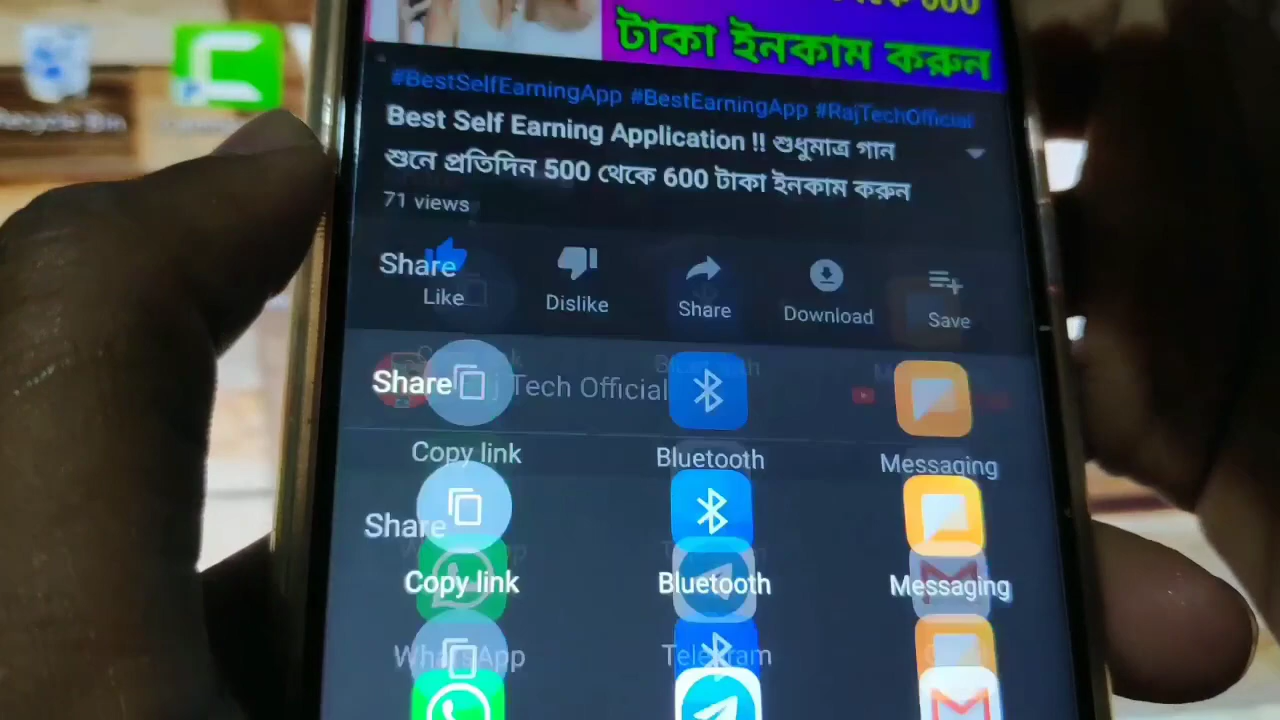 থেকে 600
টাকা ইনকাম করুন
#BestSelfEarningApp #BestEarningApp #RajTechOfficial
Best Self Earning Application !! শুধুমাত্র গান
শুনে প্রতিদিন 500 থেকে 600 টাকা ইনকাম করুন
71 views
Share
Like Dislike Share Download Save
Share
Tech Official
Copy link Bluetooth Messaging
Share
Copy link Bluetooth Messaging
WhatsApp Telegram